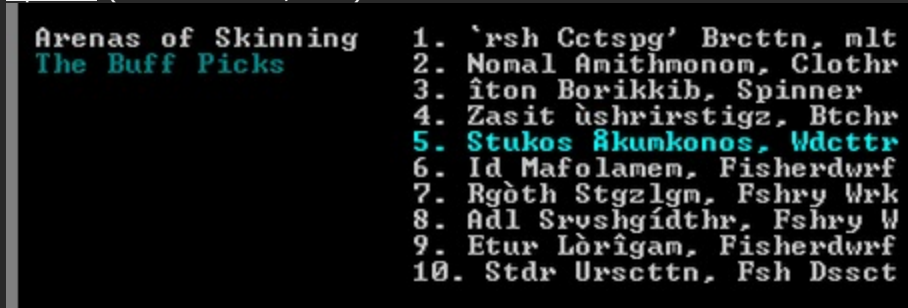 Arenas of Skinning
The Buff Picks
1. `rsh Cctspg’ Brcttn, mlt
2. Nomal Amithmonom, Clothr
3. îton Borikkib, Spinner
4. Zasit ùshrirstigz, Btchr
5. Stukos Åkumkonos, Wdcttr
6. Id Mafolamem, Fisherdwrf
7. Rgòth Stgzlgm, Fshry Wrk
8. Adl Srvshgídthr, Fshry W
9. Etur Lòrîgam, Fisherdwrf
10. Stdr Urscttn, Fsh Dssct